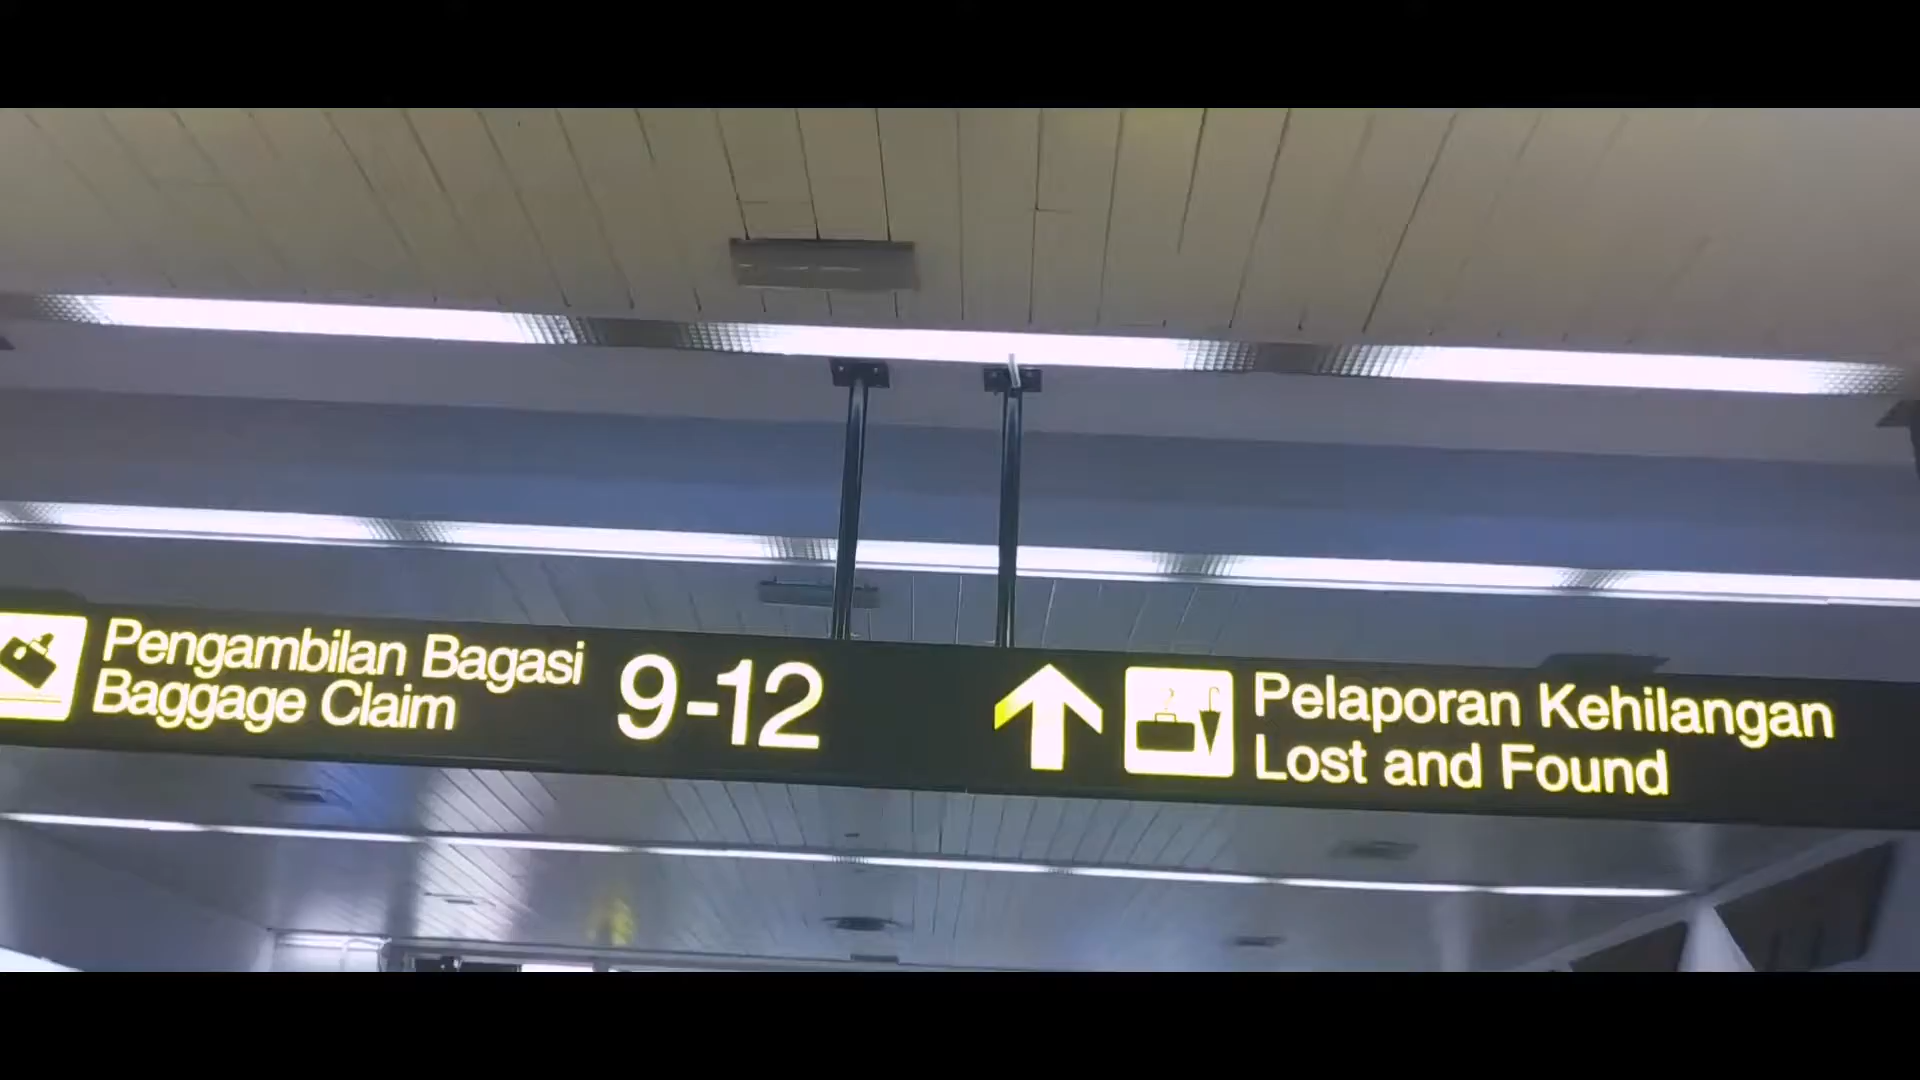 Pengambilan Bagasi
Baggage Claim
9-12
Pelaporan Kehilangan
Lost and Found